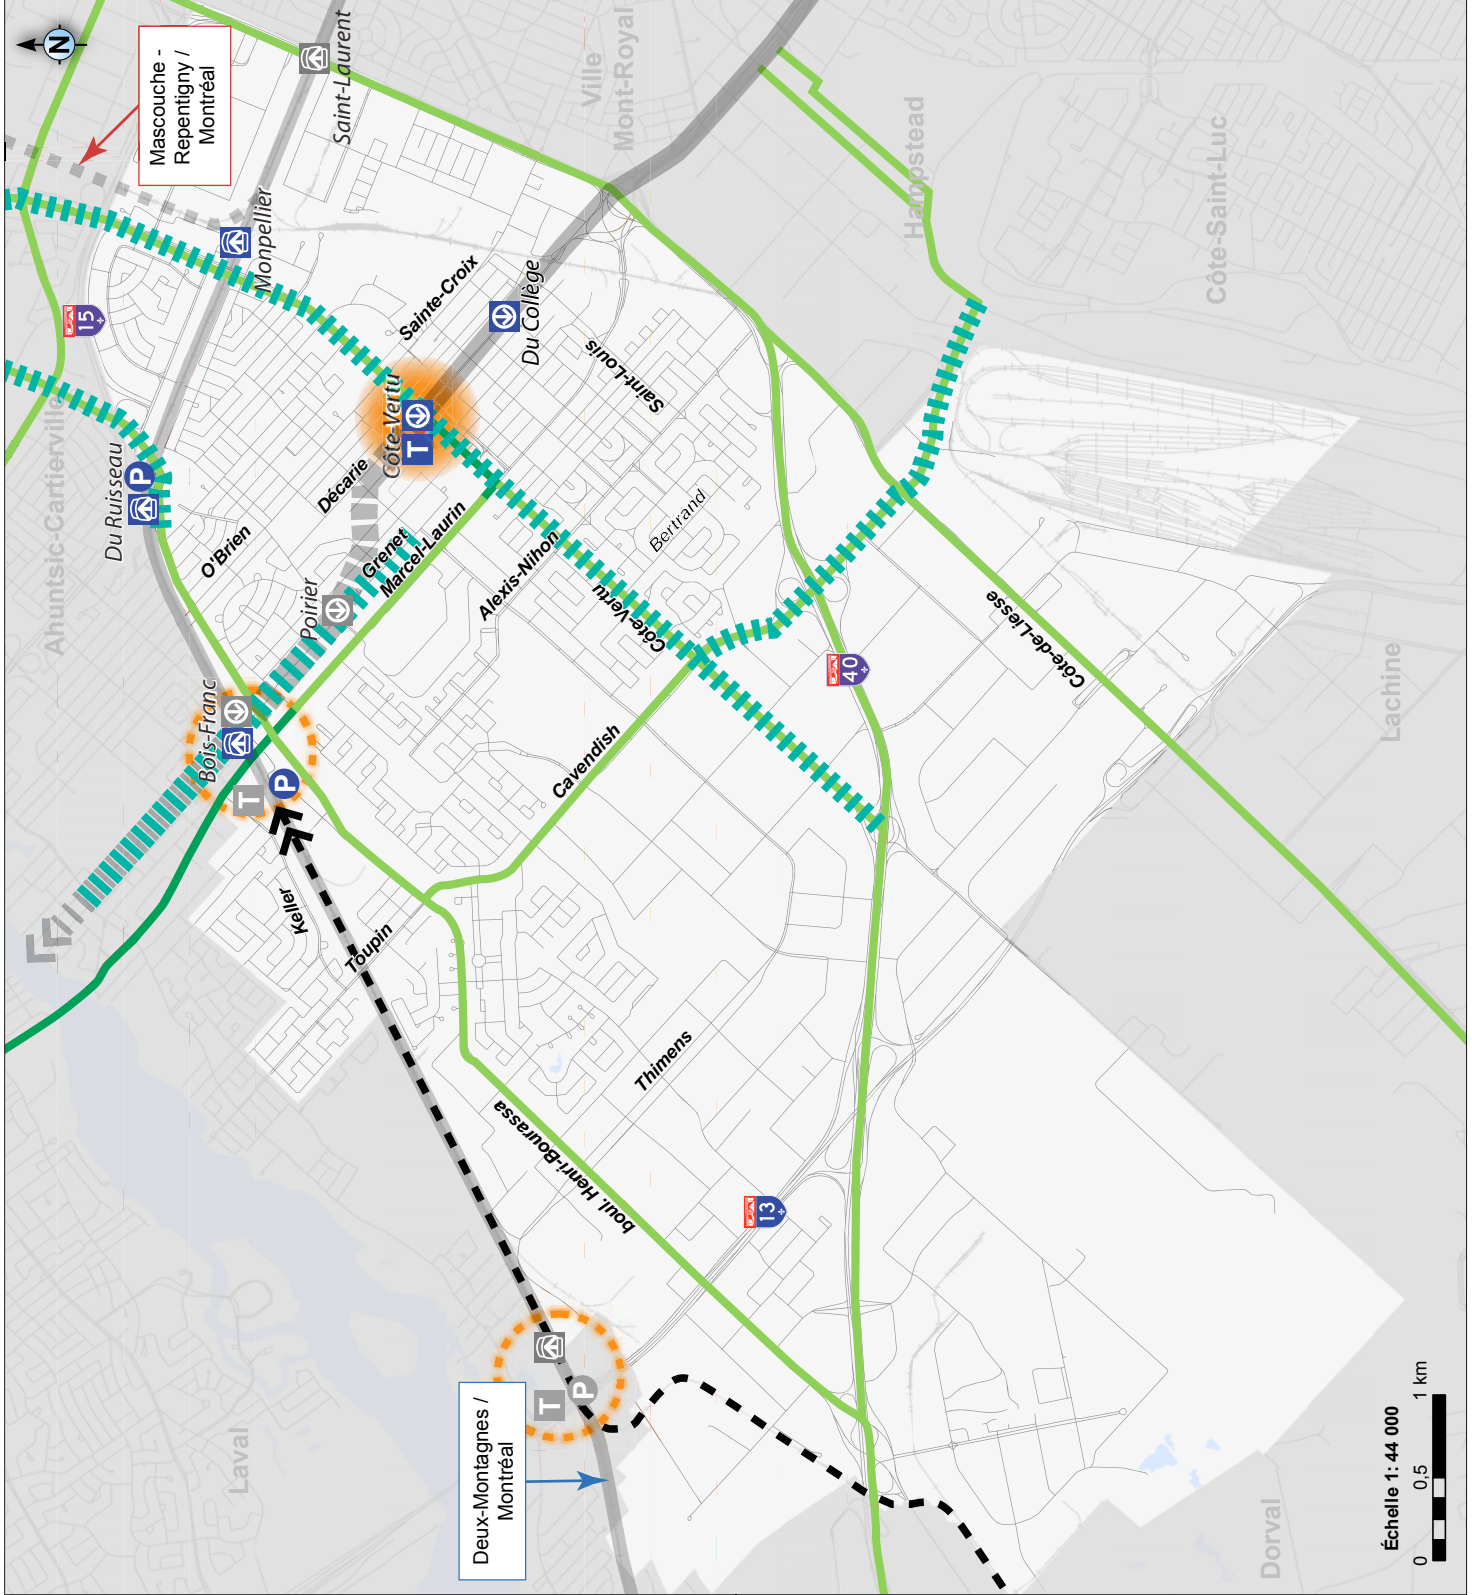 N
Mascouche -
Repentigny /
Montréal
Saint-Laurent
Ville
Mont-Royal
Hampstead
Côte-Saint-Luc
Monpellier
15
Sainte-Croix
Du Collège
Saint-Louis
Ahuntsic-Cartierville
Du Ruisseau
P
O'Brien
Décarie
Côte-Vertu
T
Grenet
Marcel-Laurin
Poirier
Alexis-Nihon
Bertrand
Côte-Vertu
40
Côte-de-Liesse
Lachine
Bois-Franc
T
P
Cavendish
Keller
Toupin
Thimens
boul. Henri-Bourassa
13
Laval
T
P
Deux-Montagnes /
Montréal
Dorval
Échelle 1: 44 000
0
0,5
1 km